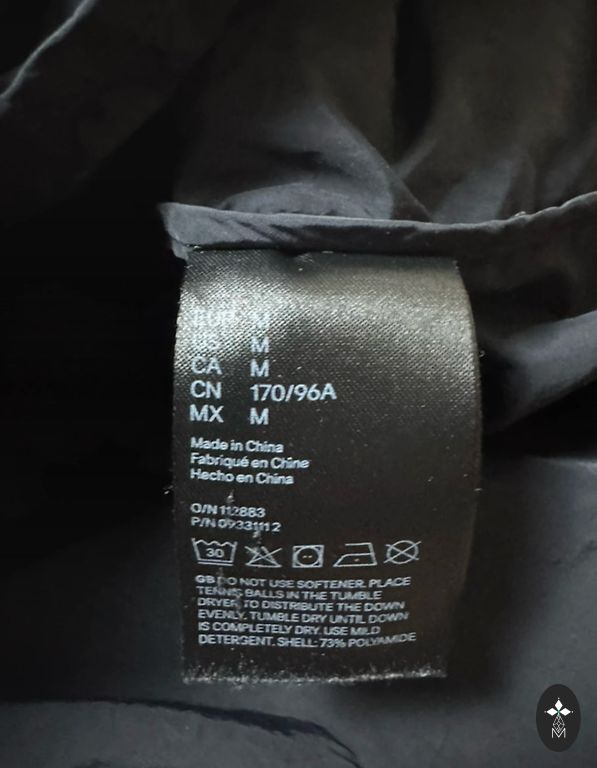 EUR M
US M
CA M
CN 170/96A
MX M
Made in China
Fabriqué en Chine
Hecho en China
O/N 112883
P/N 09331112
30
GB DO NOT USE SOFTENER. PLACE
TENNIS BALLS IN THE TUMBLE
DRYER TO DISTRIBUTE THE DOWN
EVENLY. TUMBLE DRY UNTIL DOWN
IS COMPLETELY DRY. USE MILD
DETERGENT. SHELL: 73% POLYAMIDE
M